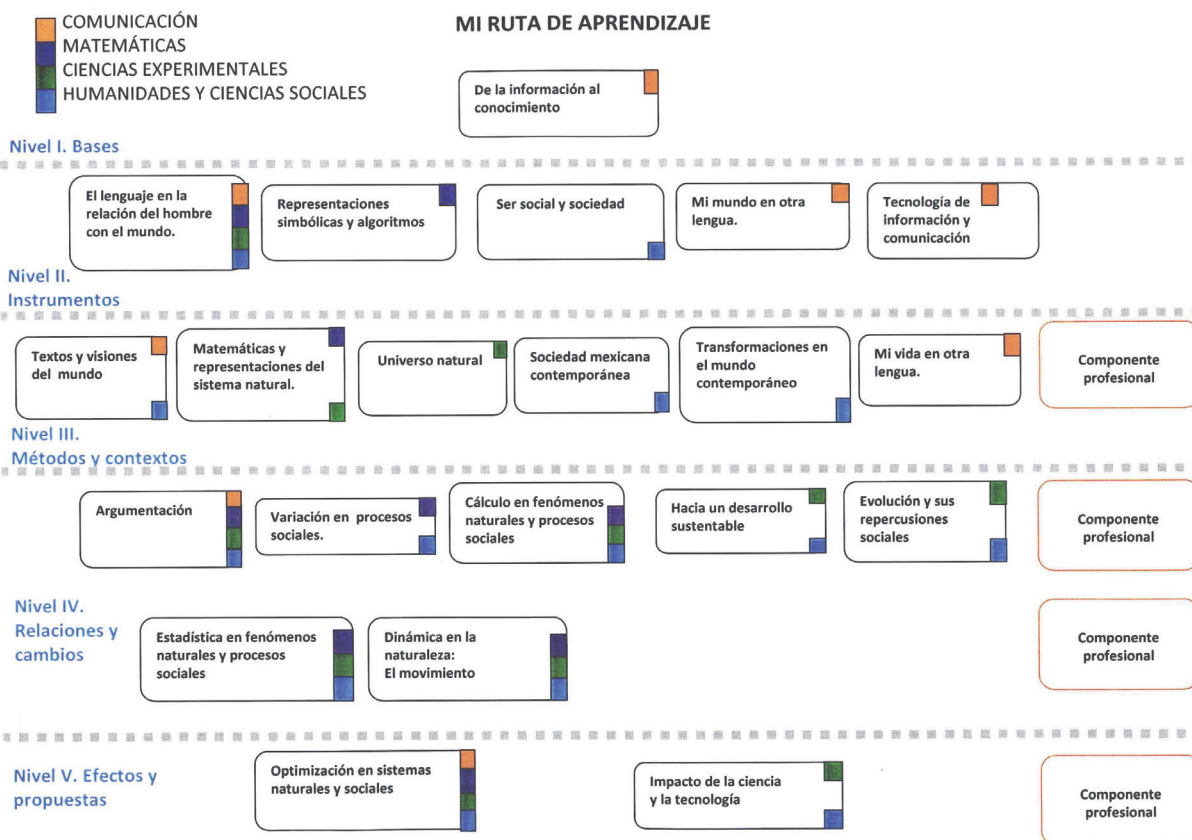 COMUNICACIÓN
MATEMÁTICAS
CIENCIAS EXPERIMENTALES
HUMANIDADES Y CIENCIAS SOCIALES
MI RUTA DE APRENDIZAJE
De la información al
conocimiento
Nivel I. Bases
El lenguaje en la
relación del hombre
con el mundo.
Representaciones
simbólicas y algoritmos
Ser social y sociedad
Mi mundo en otra
lengua.
Tecnología de
información y
comunicación
Nivel II.
Instrumentos
Textos y visiones
del mundo
Matemáticas y
representaciones del
sistema natural.
Universo natural
Sociedad mexicana
contemporánea
Transformaciones en
el mundo
contemporáneo
Mi vida en otra
lengua.
Componente
profesional
Nivel III.
Métodos y contextos
Argumentación
Variación en procesos
sociales.
Cálculo en fenómenos
naturales y procesos
sociales
Hacia un desarrollo
sustentable
Evolución y sus
repercusiones
sociales
Componente
profesional
Nivel IV.
Relaciones y
cambios
Estadística en fenómenos
naturales y procesos
sociales
Dinámica en la
naturaleza:
El movimiento
Componente
profesional
Nivel V. Efectos y
propuestas
Optimización en sistemas
naturales y sociales
Impacto de la ciencia
y la tecnología
Componente
profesional